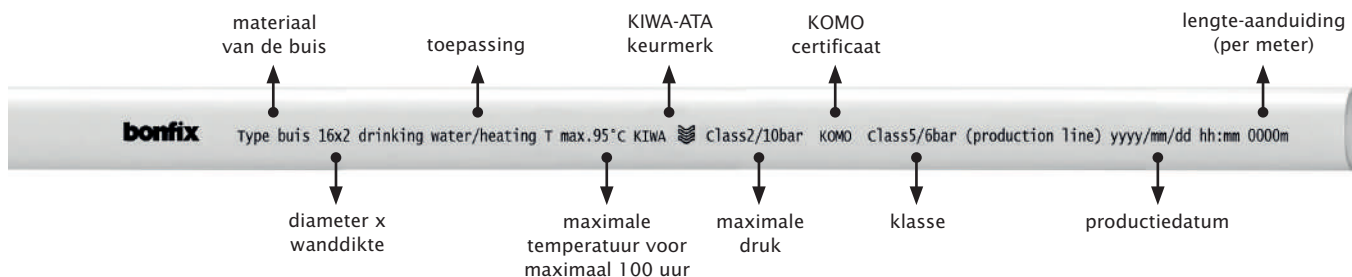 materiaal
van de buis
toepassing
KIWA-ATA
keurmerk
KOMO
certificaat
lengte-aanduiding
(per meter)
bonfix Type buis 16x2 drinking water/heating T max.95°C KIWA Class2/10bar KOMO Class5/6bar (production line) yyyy/mm/dd hh:mm 0000m
diameter x
wanddikte
maximale
temperatuur voor
maximaal 100 uur
maximale
druk
klasse
productiedatum